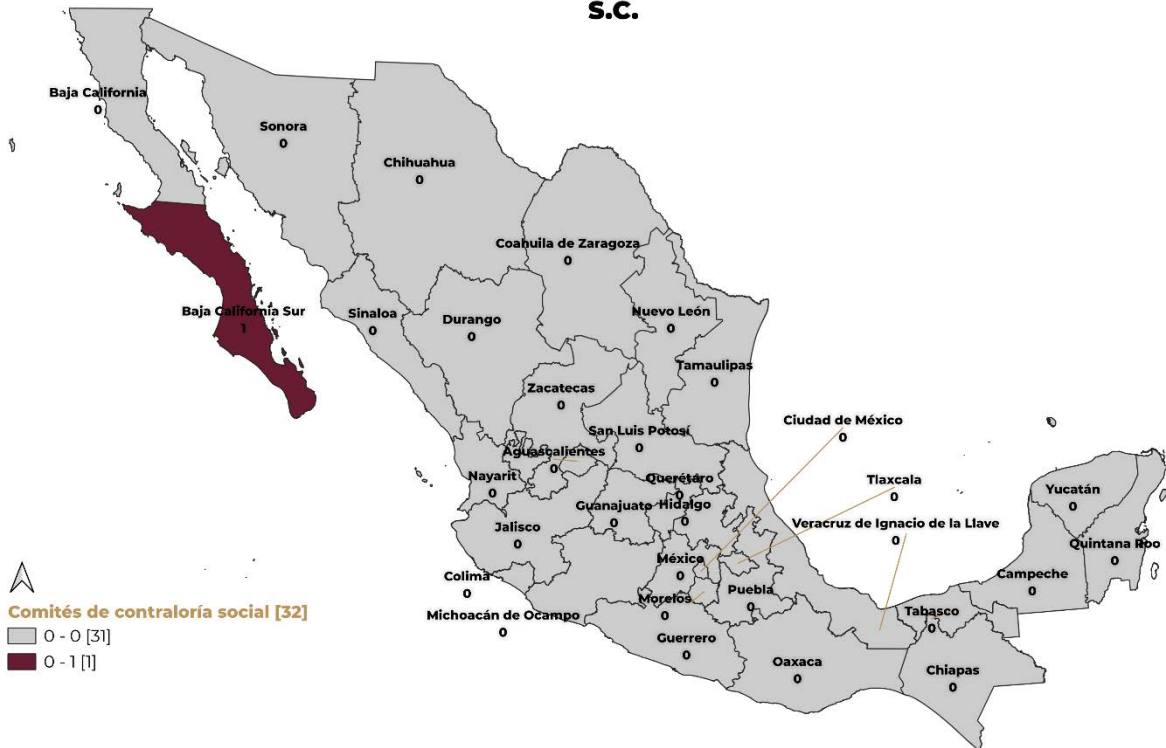 S.C.
Baja California
0
Sonora
0
Chihuahua
0
Coahuila de Zaragoza
0
Baja California Sur
1
Sinaloa
0
Durango
0
Nuevo León
0
Tamaulipas
0
Zacatecas
0
San Luis Potosí
0
Ciudad de México
0
Aguascalientes
0
Nayarit
0
Querétaro
0
Tlaxcala
0
Yucatán
0
Guanajuato
0
Hidalgo
0
Jalisco
0
Veracruz de Ignacio de la Llave
0
Quintana Roo
0
México
0
Campeche
0
Colima
0
Puebla
0
Morelos
0
Michoacán de Ocampo
0
Tabasco
0
Guerrero
0
Oaxaca
0
Chiapas
0
Comités de contraloría social [32]
0 - 0 [31]
0 - 1 [1]